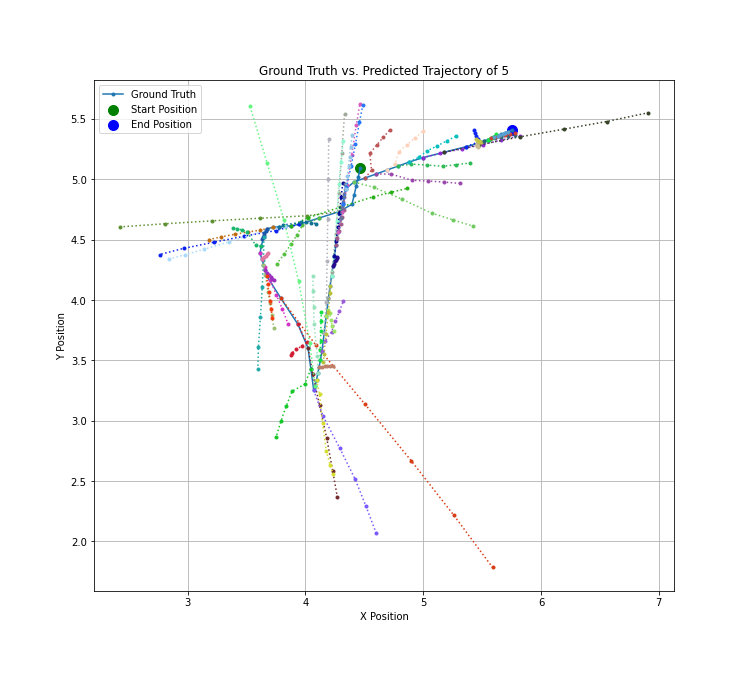 Ground Truth vs. Predicted Trajectory of 5
Ground Truth
Start Position
End Position
5.5
5.0
4.5
4.0
3.5
3.0
2.5
2.0
Y Position
3 4 5 6 7
X Position